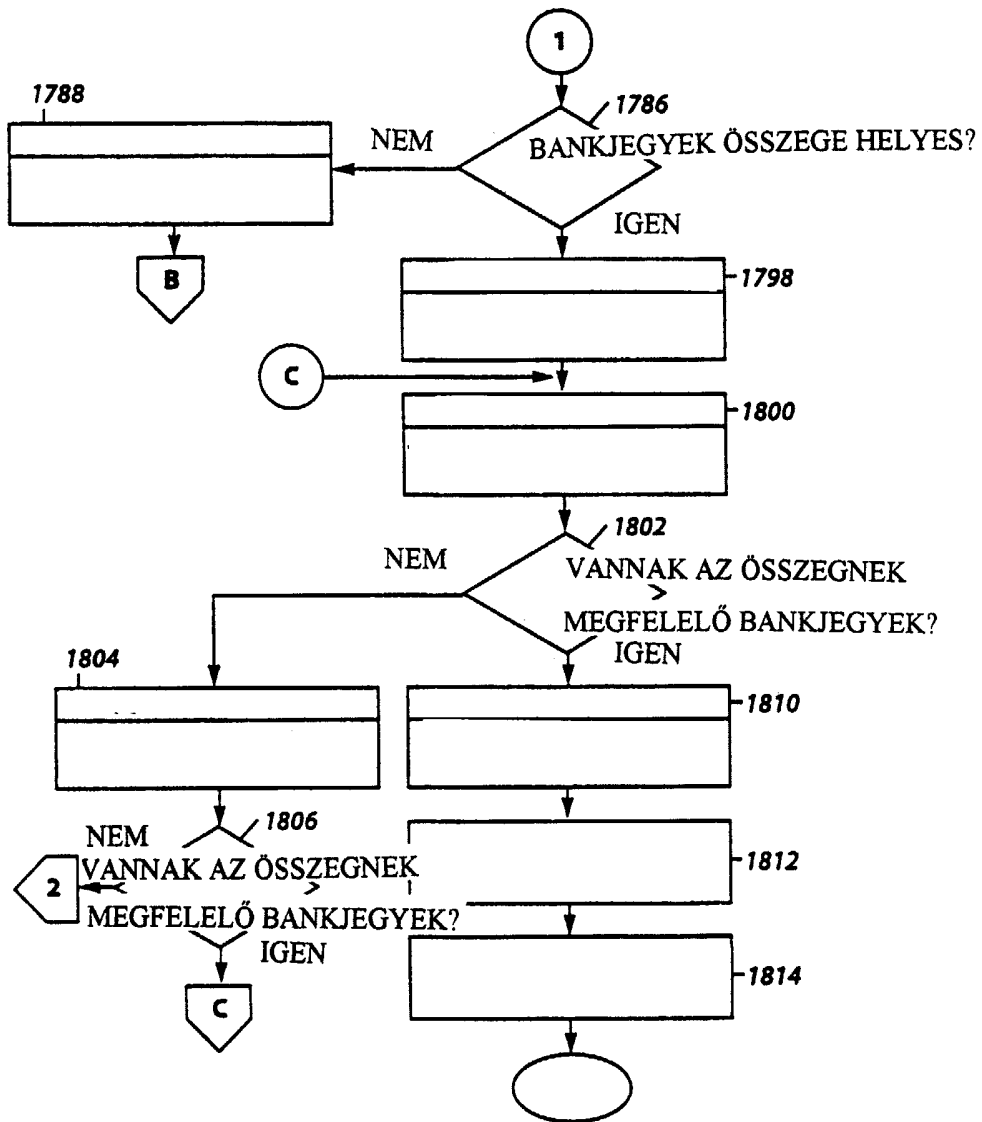 1
1788
1786
NEM
BANKJEGYEK ÖSSZEGE HELYES?
IGEN
B
1798
C
1800
1802
NEM
VANNAK AZ ÖSSZEGNEK
MEGFELELŐ BANKJEGYEK?
IGEN
1804
1810
1806
NEM
VANNAK AZ ÖSSZEGNEK
2
MEGFELELŐ BANKJEGYEK?
IGEN
1812
C
1814